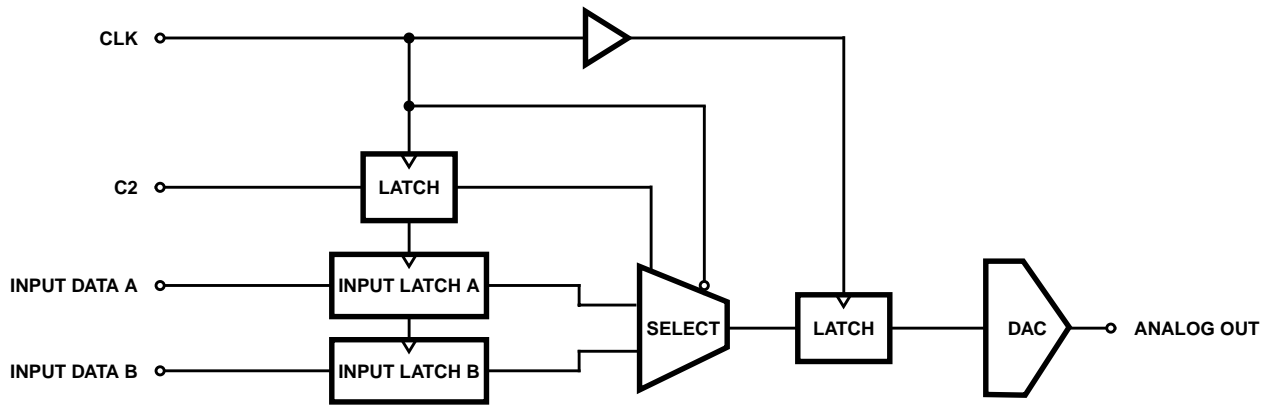 CLK
C2
LATCH
INPUT DATA A
INPUT LATCH A
INPUT DATA B
INPUT LATCH B
SELECT
LATCH
DAC
ANALOG OUT